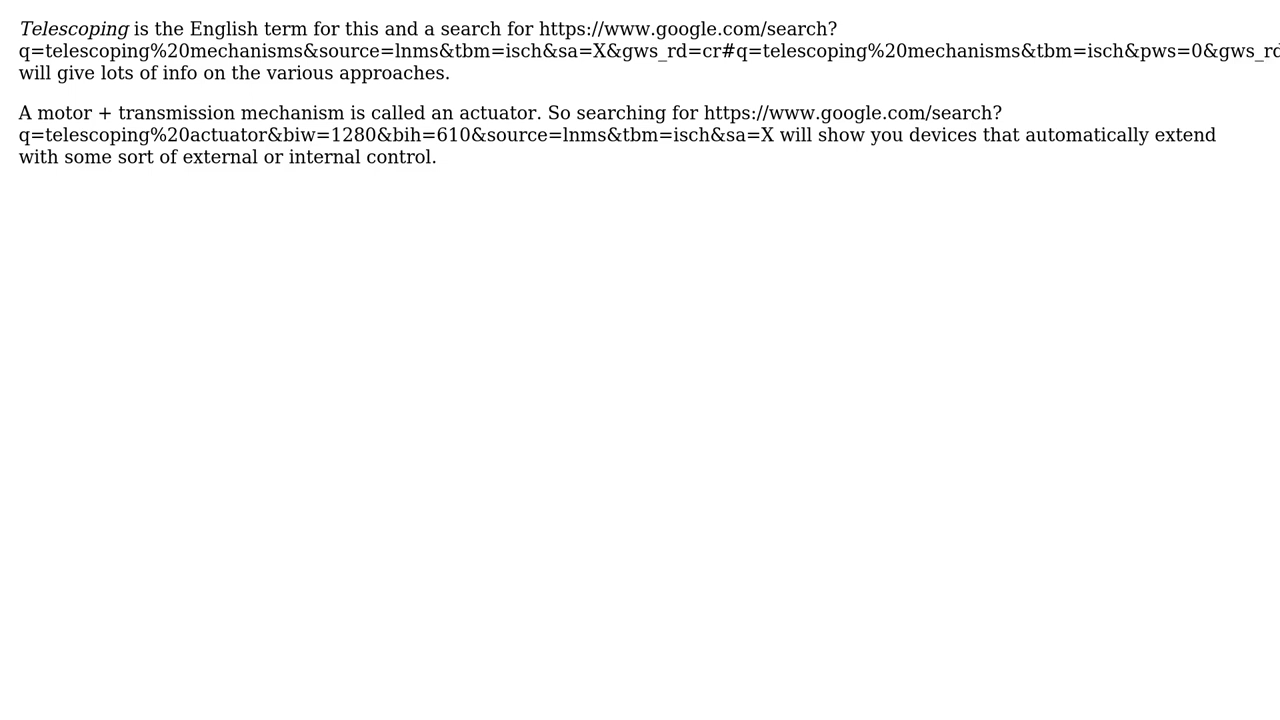 Telescoping is the English term for this and a search for https://www.google.com/search?
q=telescoping%20mechanisms&source=lnms&tbm=isch&sa=X&gws_rd=cr#q=telescoping%20mechanisms&tbm=isch&pws=0&gws_rd
will give lots of info on the various approaches.
A motor + transmission mechanism is called an actuator. So searching for https://www.google.com/search?
q=telescoping%20actuator&biw=1280&bih=610&source=lnms&tbm=isch&sa=X will show you devices that automatically extend
with some sort of external or internal control.